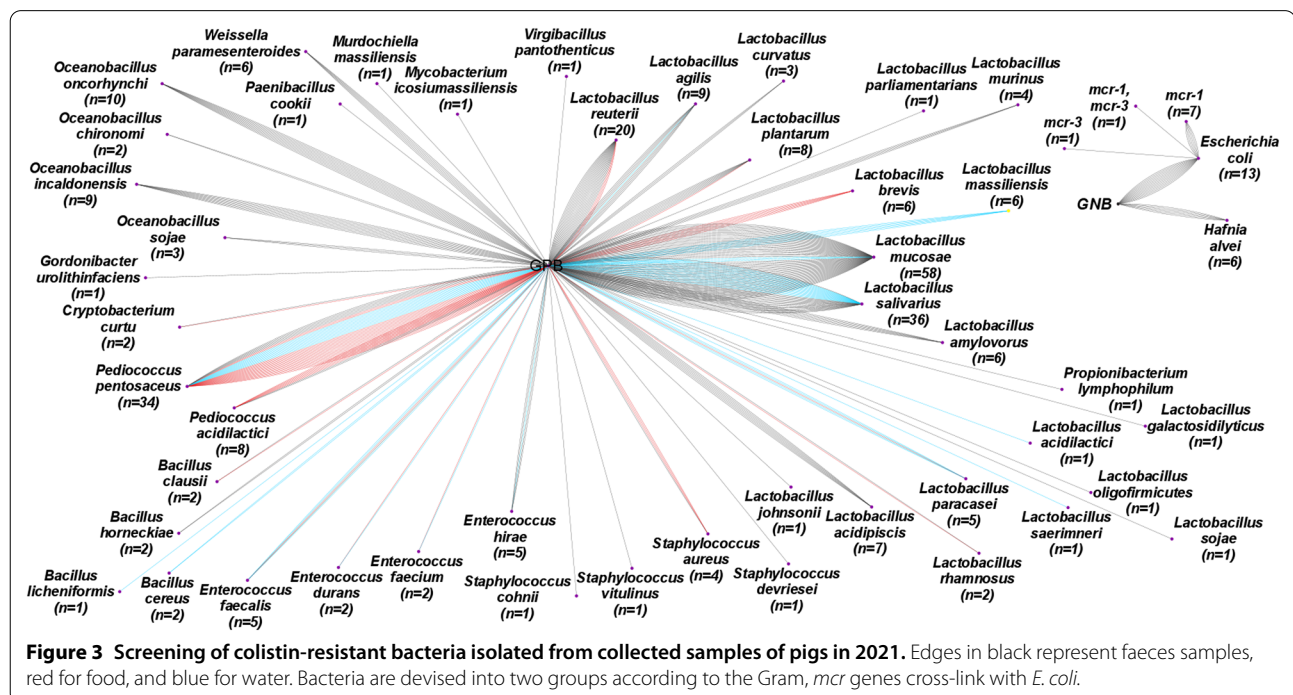 Weissella
paramesenteroides
(n=6)
Murdochiella
massiliensis
(n=1)
Virgibacillus
pantothenticus
(n=1)
Lactobacillus
curvatus
(n=3)
Oceanobacillus
oncorhynchi
(n=10)
Paenibacillus
cookii
(n=1)
Mycobacterium
icosiumassiliensis
(n=1)
Lactobacillus
agilis
(n=9)
Lactobacillus
parliamentarians
(n=1)
Lactobacillus
murinus
(n=4)
mcr-1,
mcr-3
(n=1)
mcr-1
(n=7)
Lactobacillus
reuterii
(n=20)
Oceanobacillus
chironomi
(n=2)
Lactobacillus
plantarum
(n=8)
mcr-3
(n=1)
Escherichia
coli
(n=13)
Oceanobacillus
incaldonensis
(n=9)
Lactobacillus
brevis
(n=6)
Lactobacillus
massiliensis
(n=6)
GNB
Hafnia
alvei
(n=6)
Oceanobacillus
sojae
(n=3)
GPB
Lactobacillus
mucosae
(n=58)
Gordonibacter
urolithinfaciens
(n=1)
Lactobacillus
salivarius
(n=36)
Cryptobacterium
curtu
(n=2)
Lactobacillus
amylovorus
(n=6)
Pediococcus
pentosaceus
(n=34)
Propionibacterium
lymphophilum
(n=1)
Pediococcus
acidilactici
(n=8)
Lactobacillus
galactosidilyticus
(n=1)
Lactobacillus
acidilactici
(n=1)
Bacillus
clausii
(n=2)
Lactobacillus
oligofirmicutes
(n=1)
Lactobacillus
paracasei
(n=5)
Lactobacillus
johnsonii
(n=1)
Lactobacillus
acidipiscis
(n=7)
Lactobacillus
saerimneri
(n=1)
Lactobacillus
sojae
(n=1)
Bacillus
horneckiae
(n=2)
Enterococcus
hirae
(n=5)
Staphylococcus
aureus
(n=4)
Lactobacillus
rhamnosus
(n=2)
Bacillus
licheniformis
(n=1)
Bacillus
cereus
(n=2)
Enterococcus
faecalis
(n=5)
Enterococcus
durans
(n=2)
Enterococcus
faecium
(n=2)
Staphylococcus
cohnii
(n=1)
Staphylococcus
vitulinus
(n=1)
Staphylococcus
devriesei
(n=1)
Figure 3 Screening of colistin-resistant bacteria isolated from collected samples of pigs in 2021. Edges in black represent faeces samples,
red for food, and blue for water. Bacteria are devised into two groups according to the Gram, mcr genes cross-link with E. coli.